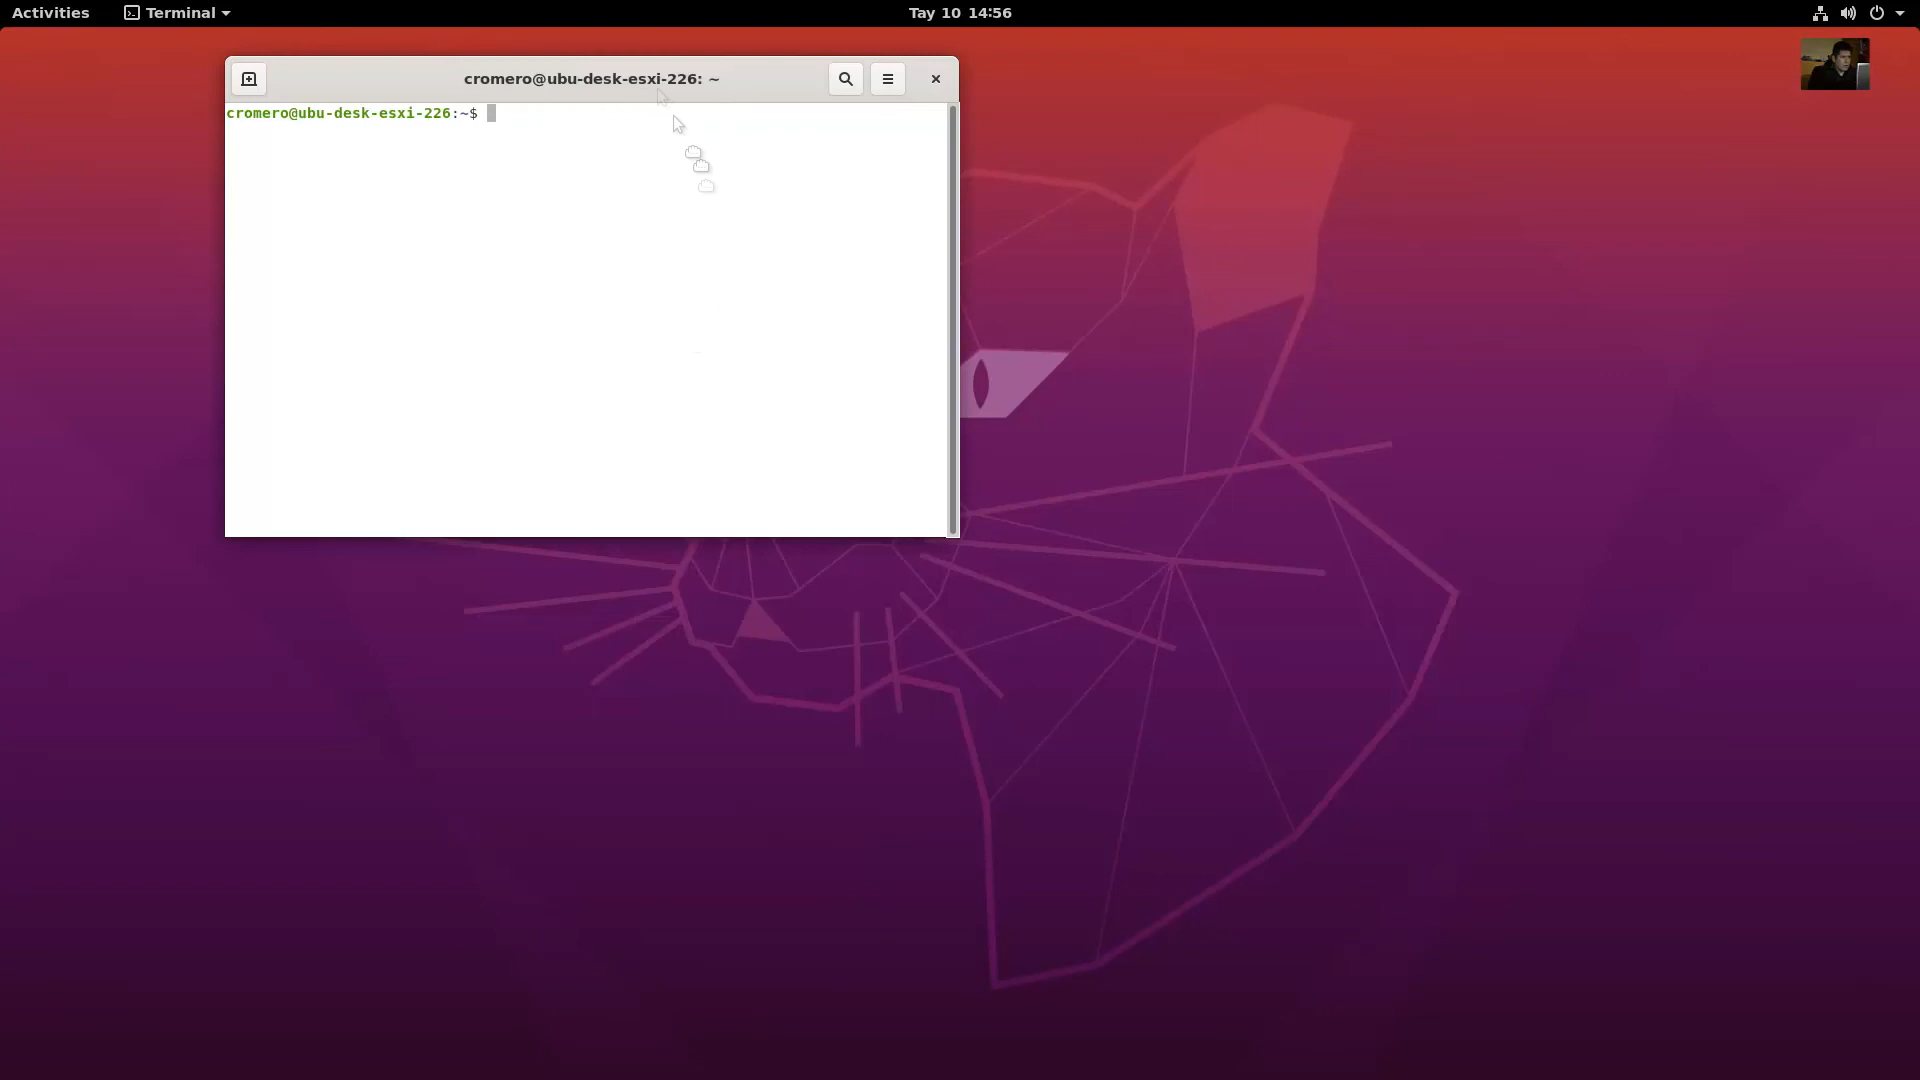 Activities Terminal Tay 10 14:56
cromero@ubu-desk-esxi-226: ~
cromero@ubu-desk-esxi-226:~$